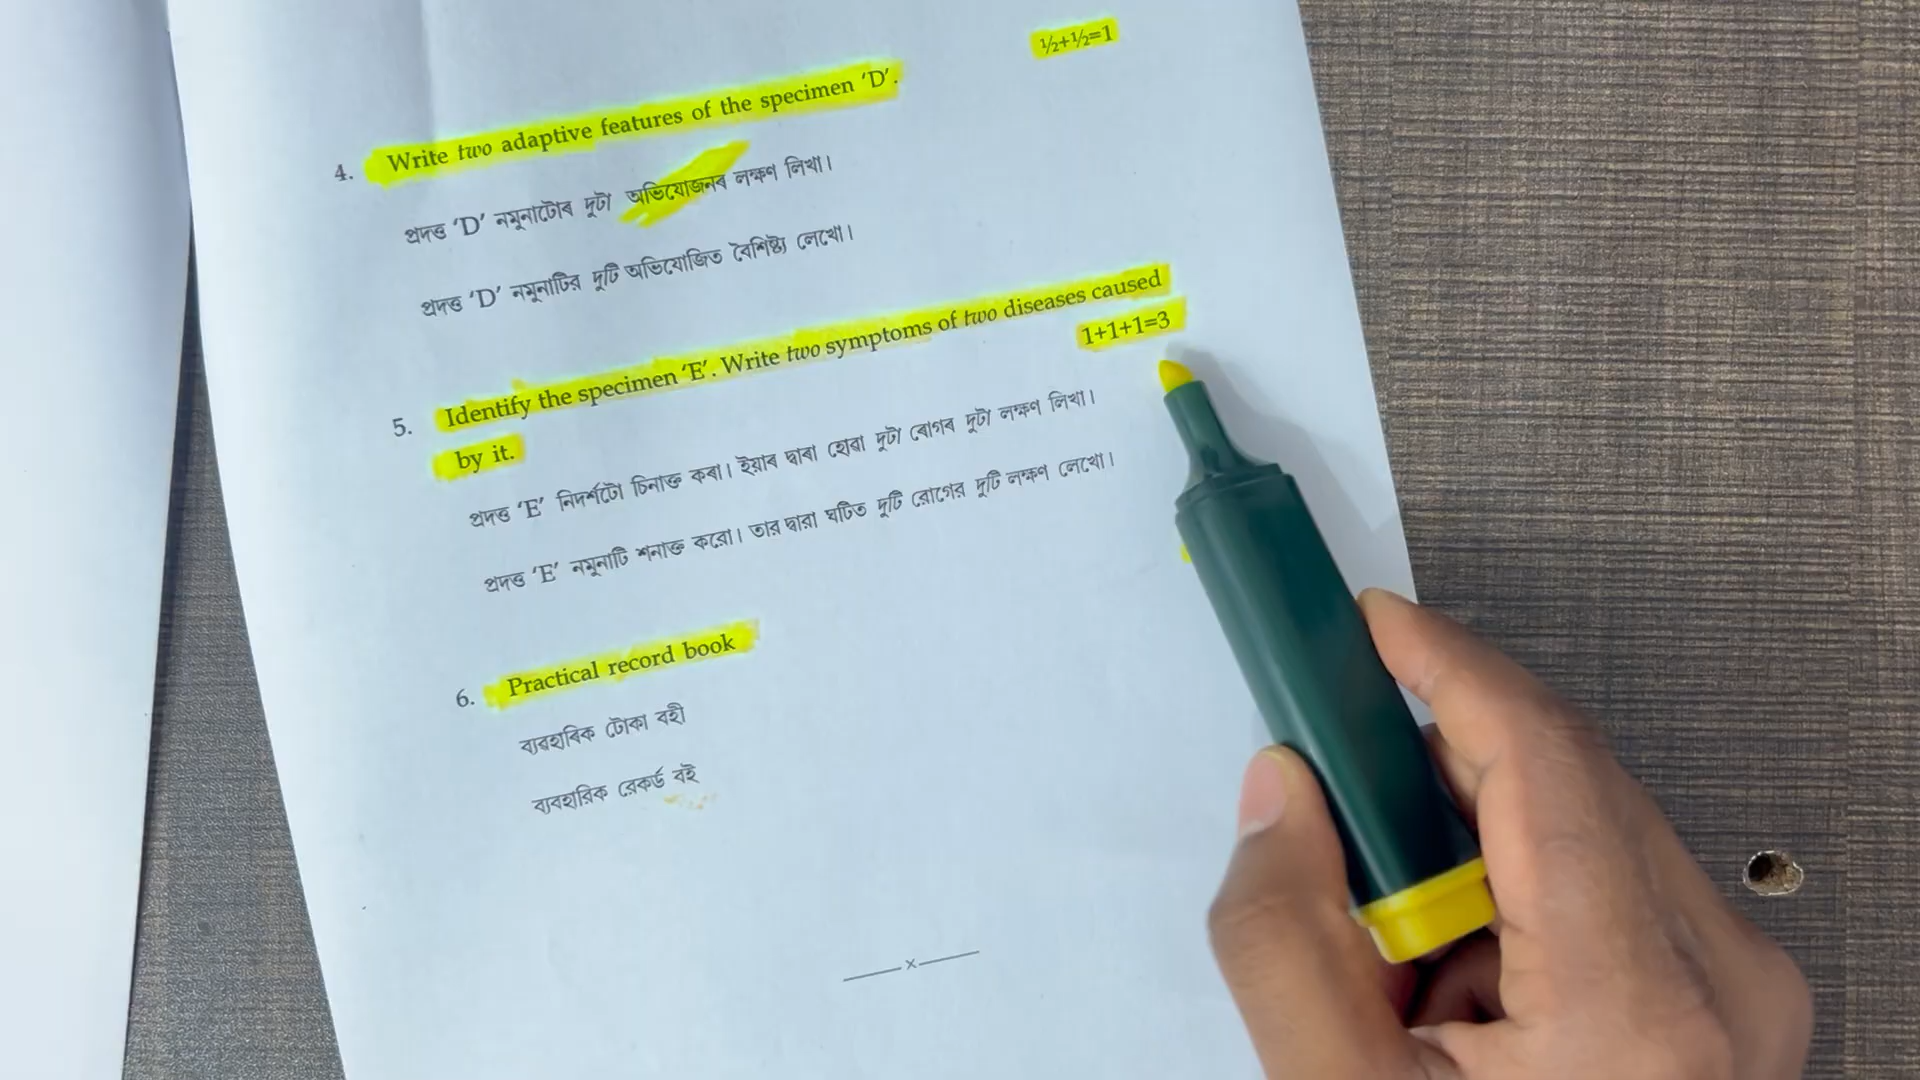 ½+½=1
4. Write two adaptive features of the specimen ‘D’.
প্ৰদত্ত ‘D’ নমূনাটোৰ দুটা অভিযোজনৰ লক্ষণ লিখা।
প্রদত্ত ‘D’ নমূনাটির দুটি অভিযোজিত বৈশিষ্ট্য লেখো।
5. Identify the specimen ‘E’. Write two symptoms of two diseases caused
by it. 1+1+1=3
প্ৰদত্ত ‘E’ নিদৰ্শটো চিনাক্ত কৰা। ইয়াৰ দ্বাৰা হোৱা দুটা ৰোগৰ দুটা লক্ষণ লিখা।
প্রদত্ত ‘E’ নমূনাটি শনাক্ত করো। তার দ্বারা ঘটিত দুটি রোগের দুটি লক্ষণ লেখো।
6. Practical record book
ব্যৱহাৰিক টোকা বহী
ব্যবহারিক রেকর্ড বই
x